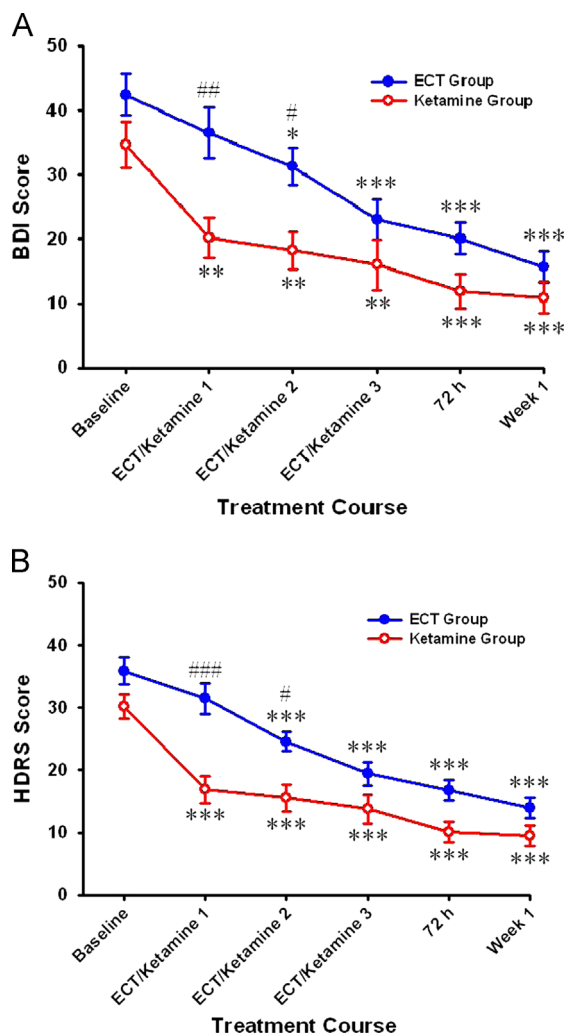 A
50
40
30
20
10
0
BDI Score
ECT Group
Ketamine Group
##
#
*
***
***
***
**
**
**
***
***
Baseline
ECT/Ketamine 1
ECT/Ketamine 2
ECT/Ketamine 3
72 h
Week 1
Treatment Course
B
50
40
30
20
10
0
HDRS Score
ECT Group
Ketamine Group
###
#
***
***
***
***
***
***
***
***
***
Baseline
ECT/Ketamine 1
ECT/Ketamine 2
ECT/Ketamine 3
72 h
Week 1
Treatment Course